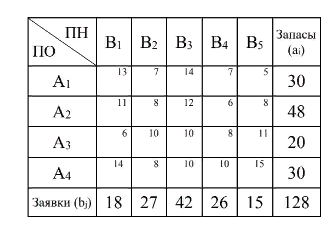 ПН ПО B1 B2 B3 B4 B5 Запасы (ai)
A1 13 7 14 7 5 30
A2 11 8 12 6 8 48
A3 6 10 10 8 11 20
A4 14 8 10 10 15 30
Заявки (bj) 18 27 42 26 15 128